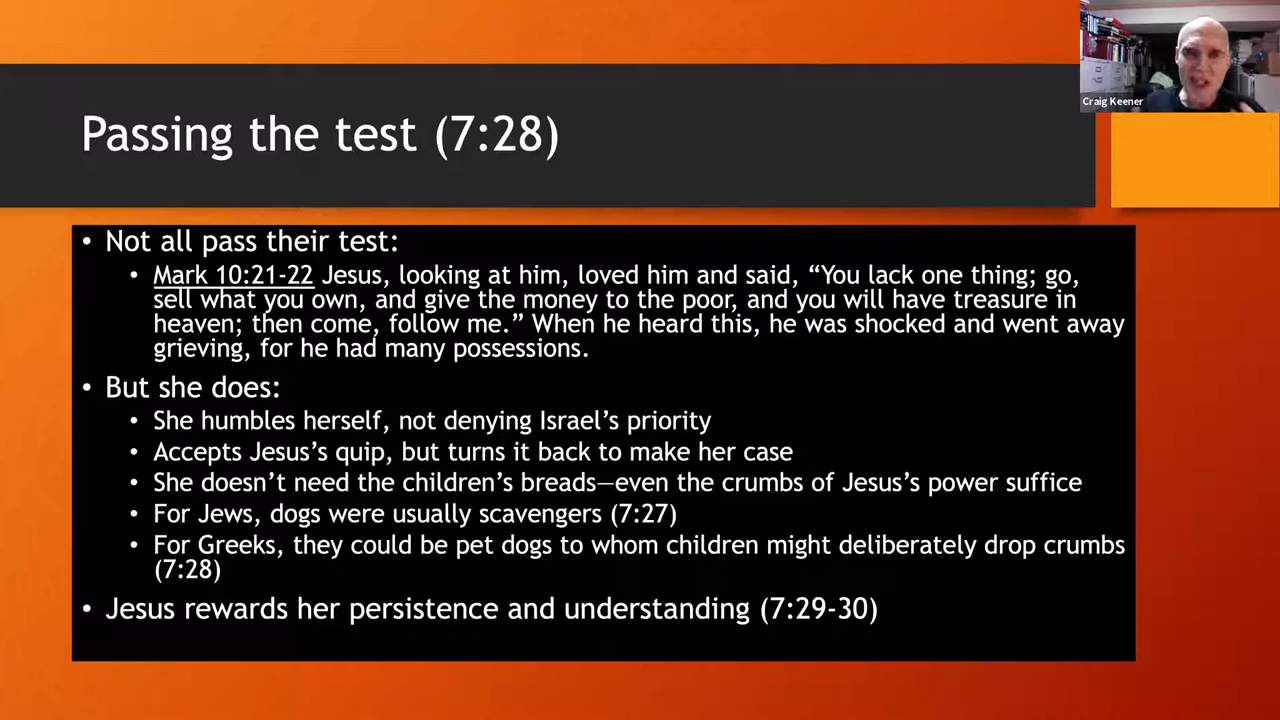 Craig Keener
Passing the test (7:28)
• Not all pass their test:
• Mark 10:21-22 Jesus, looking at him, loved him and said, “You lack one thing; go,
sell what you own, and give the money to the poor, and you will have treasure in
heaven; then come, follow me.” When he heard this, he was shocked and went away
grieving, for he had many possessions.
• But she does:
• She humbles herself, not denying Israel’s priority
• Accepts Jesus’s quip, but turns it back to make her case
• She doesn’t need the children’s breads—even the crumbs of Jesus’s power suffice
• For Jews, dogs were usually scavengers (7:27)
• For Greeks, they could be pet dogs to whom children might deliberately drop crumbs
(7:28)
• Jesus rewards her persistence and understanding (7:29-30)